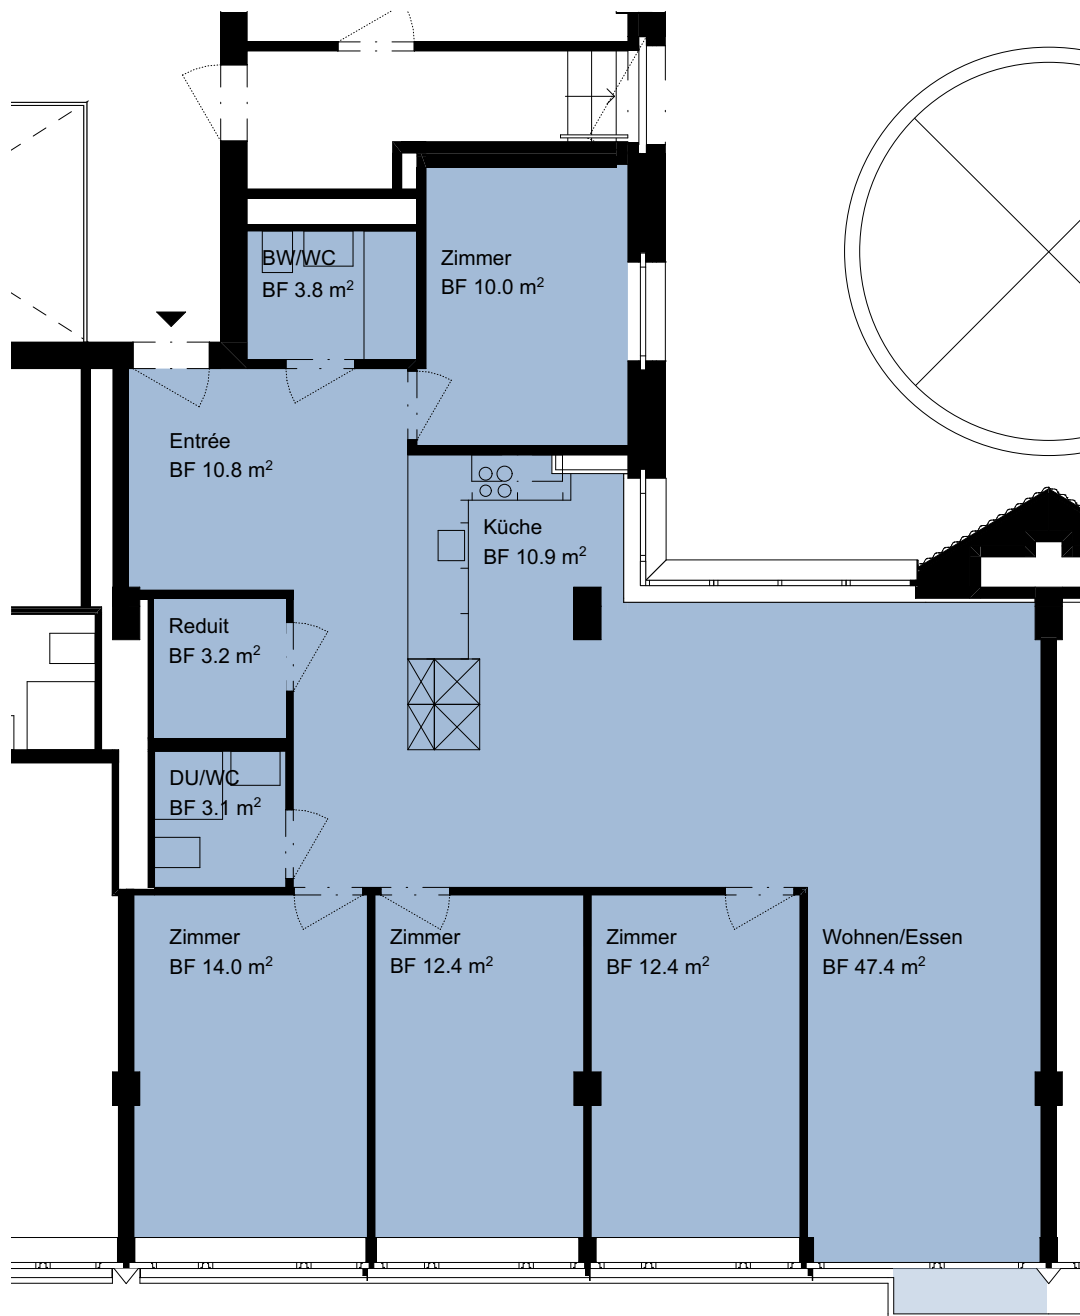 BW/WC
BF 3.8 m²
Zimmer
BF 10.0 m²
Entrée
BF 10.8 m²
Küche
BF 10.9 m²
Reduit
BF 3.2 m²
DU/WC
BF 3.1 m²
Zimmer
BF 14.0 m²
Zimmer
BF 12.4 m²
Zimmer
BF 12.4 m²
Wohnen/Essen
BF 47.4 m²